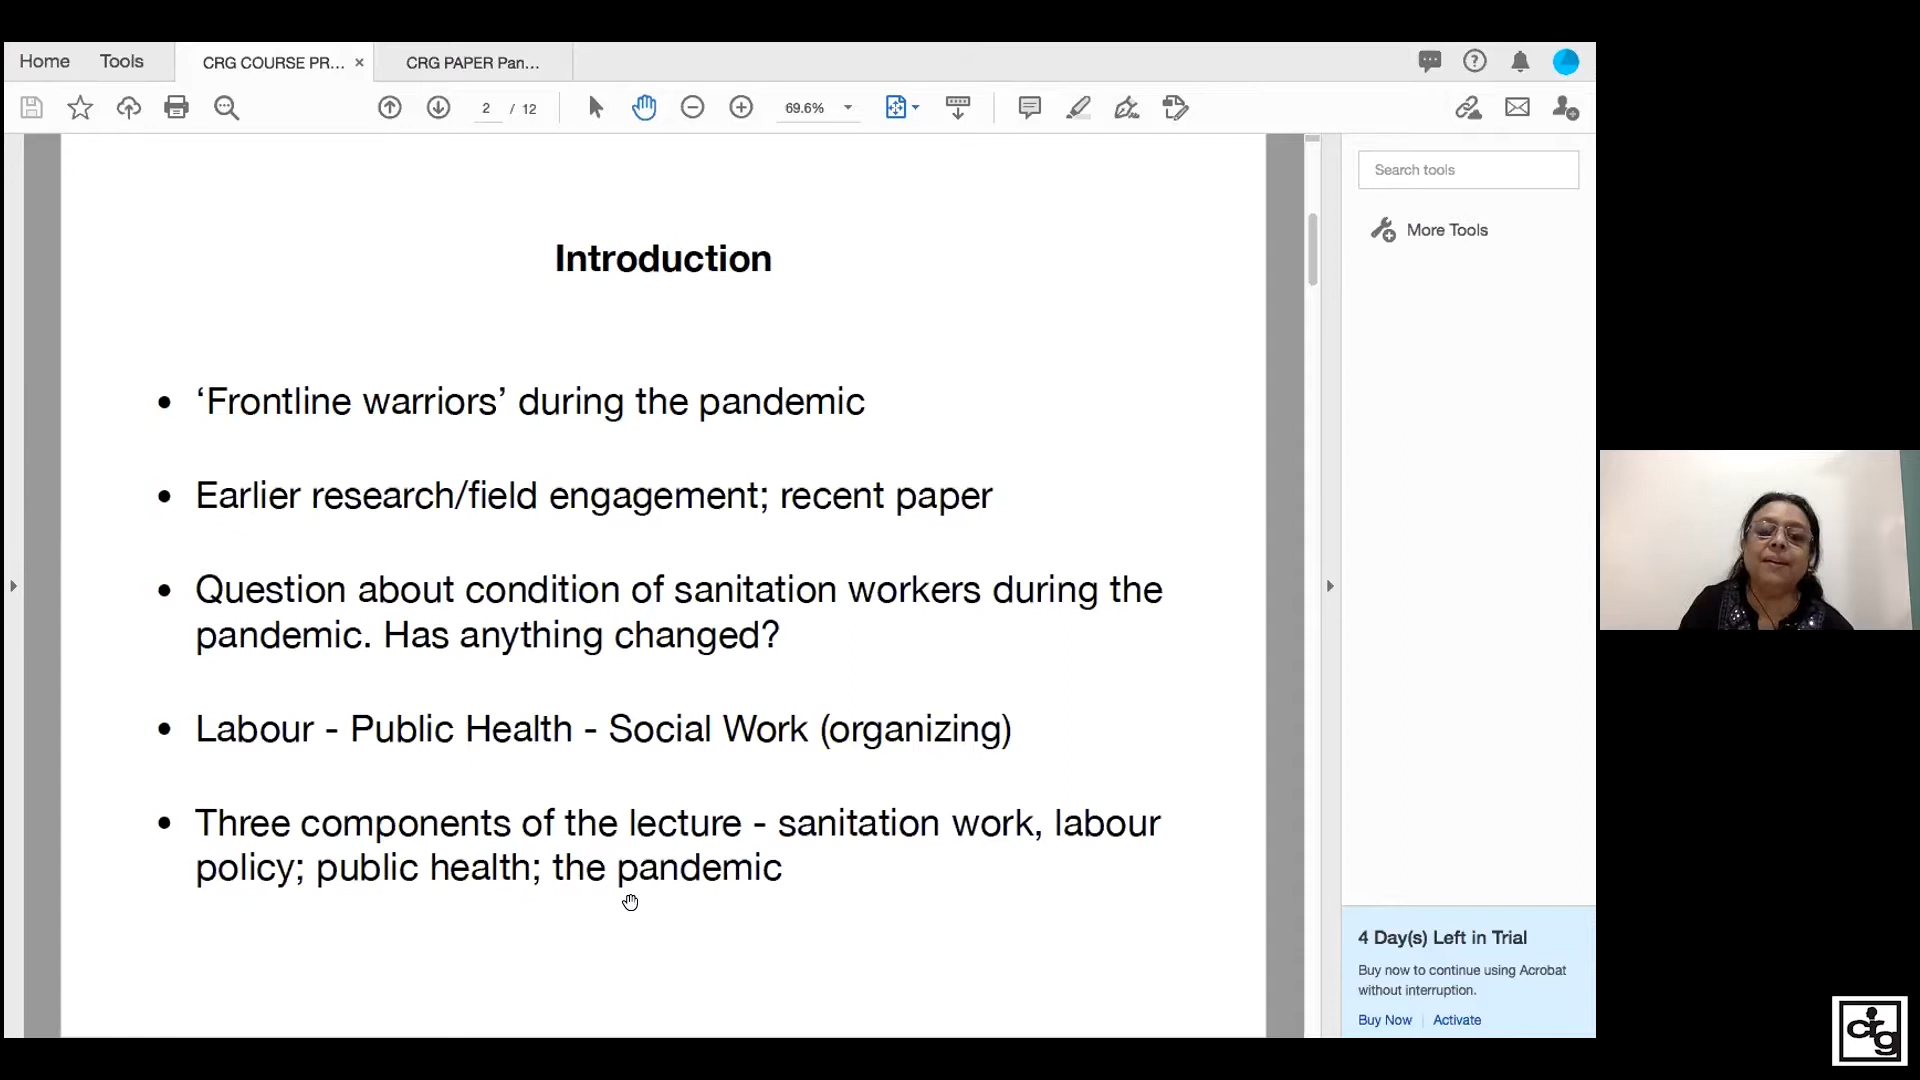 Home Tools CRG COURSE PR... × CRG PAPER Pan...
2 / 12 69.6%
Search tools
More Tools
Introduction
• ‘Frontline warriors’ during the pandemic
• Earlier research/field engagement; recent paper
• Question about condition of sanitation workers during the
pandemic. Has anything changed?
• Labour - Public Health - Social Work (organizing)
• Three components of the lecture - sanitation work, labour
policy; public health; the pandemic
4 Day(s) Left in Trial
Buy now to continue using Acrobat
without interruption.
Buy Now | Activate
crg